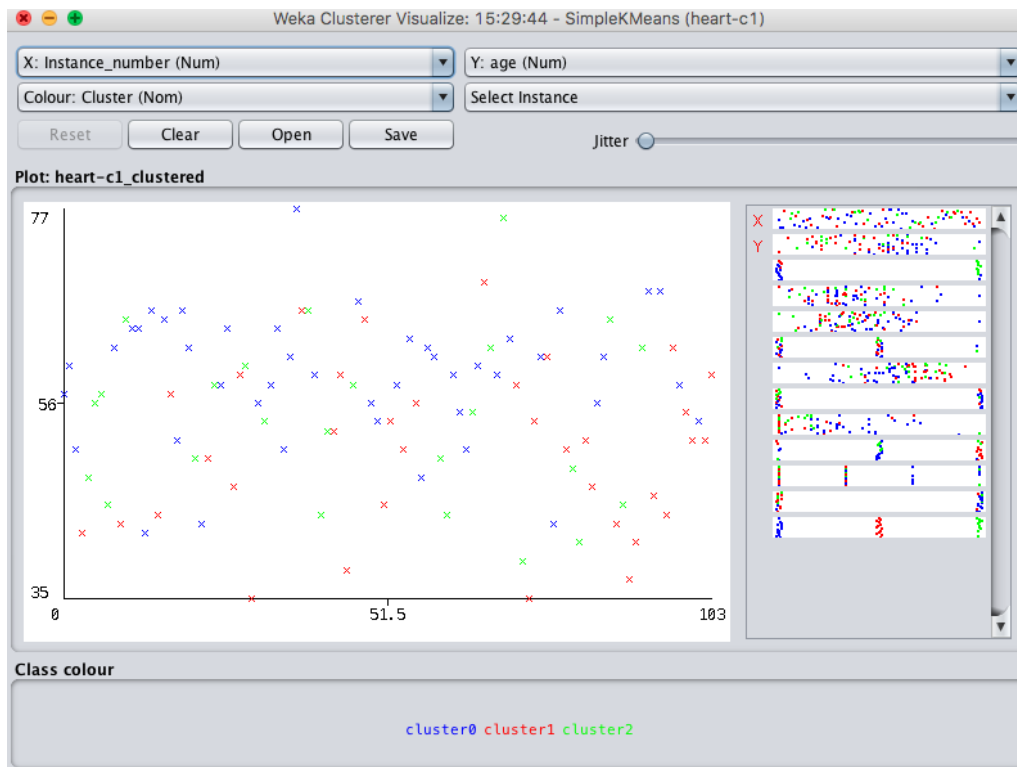 Weka Clusterer Visualize: 15:29:44 - SimpleKMeans (heart-c1)
X: Instance_number (Num)
Y: age (Num)
Colour: Cluster (Nom)
Select Instance
Reset
Clear
Open
Save
Jitter
Plot: heart-c1_clustered
77
56
35
0
51.5
103
X
Y
Class colour
cluster0 cluster1 cluster2